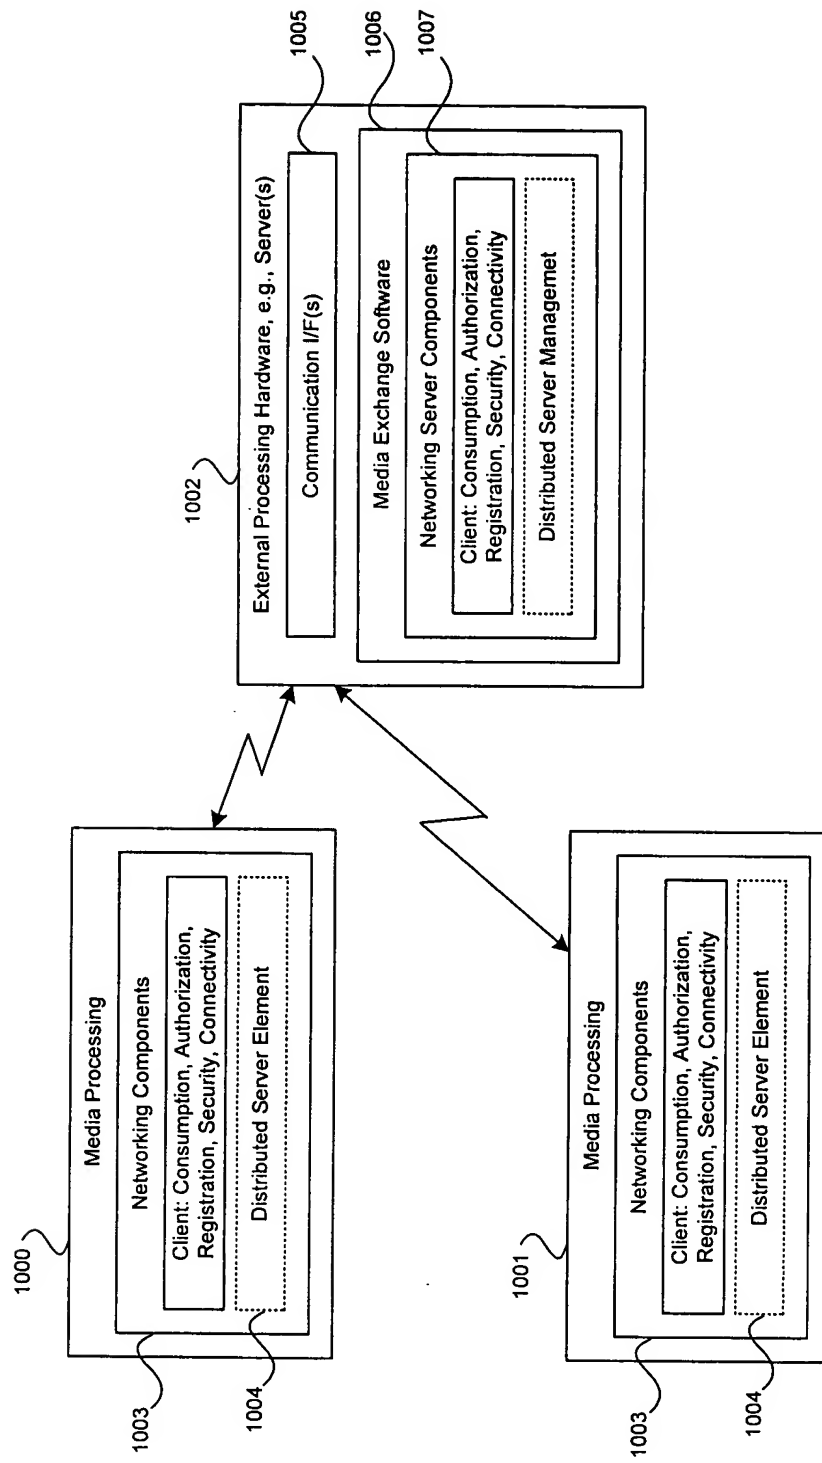 1000
Media Processing
Networking Components
Client: Consumption, Authorization,
Registration, Security, Connectivity
Distributed Server Element
1003
1004
1001
Media Processing
Networking Components
Client: Consumption, Authorization,
Registration, Security, Connectivity
Distributed Server Element
1003
1004
1002
External Processing Hardware, e.g., Server(s)
Communication I/F(s)
Media Exchange Software
Networking Server Components
Client: Consumption, Authorization,
Registration, Security, Connectivity
Distributed Server Managemet
1005
1006
1007